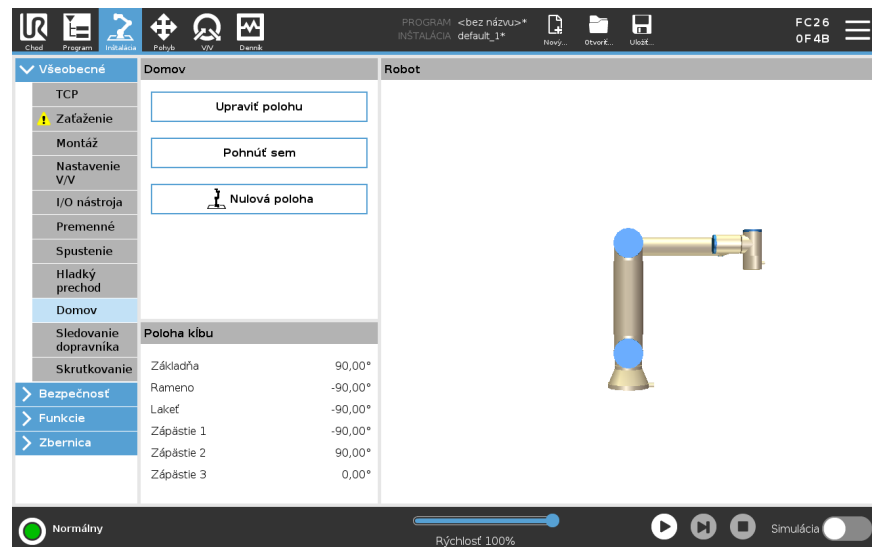 Chod
Program
Inštalácia
Pohyb
V/V
Denník
PROGRAM <bez názvu>*
INŠTALÁCIA default_1*
Nový...
Otvoriť...
Uložiť...
FC26
0F4B
Všeobecné
TCP
Zaťaženie
Montáž
Nastavenie
V/V
I/O nástroja
Premenné
Spustenie
Hladký
prechod
Domov
Sledovanie
dopravníka
Skrutkovanie
Bezpečnosť
Funkcie
Zbernica
Domov
Upraviť polohu
Pohnúť sem
Nulová poloha
Poloha kĺbu
Základňa 90,00°
Rameno -90,00°
Lakeť -90,00°
Zápästie 1 -90,00°
Zápästie 2 90,00°
Zápästie 3 0,00°
Robot
Normálny
Rýchlosť 100%
Simulácia